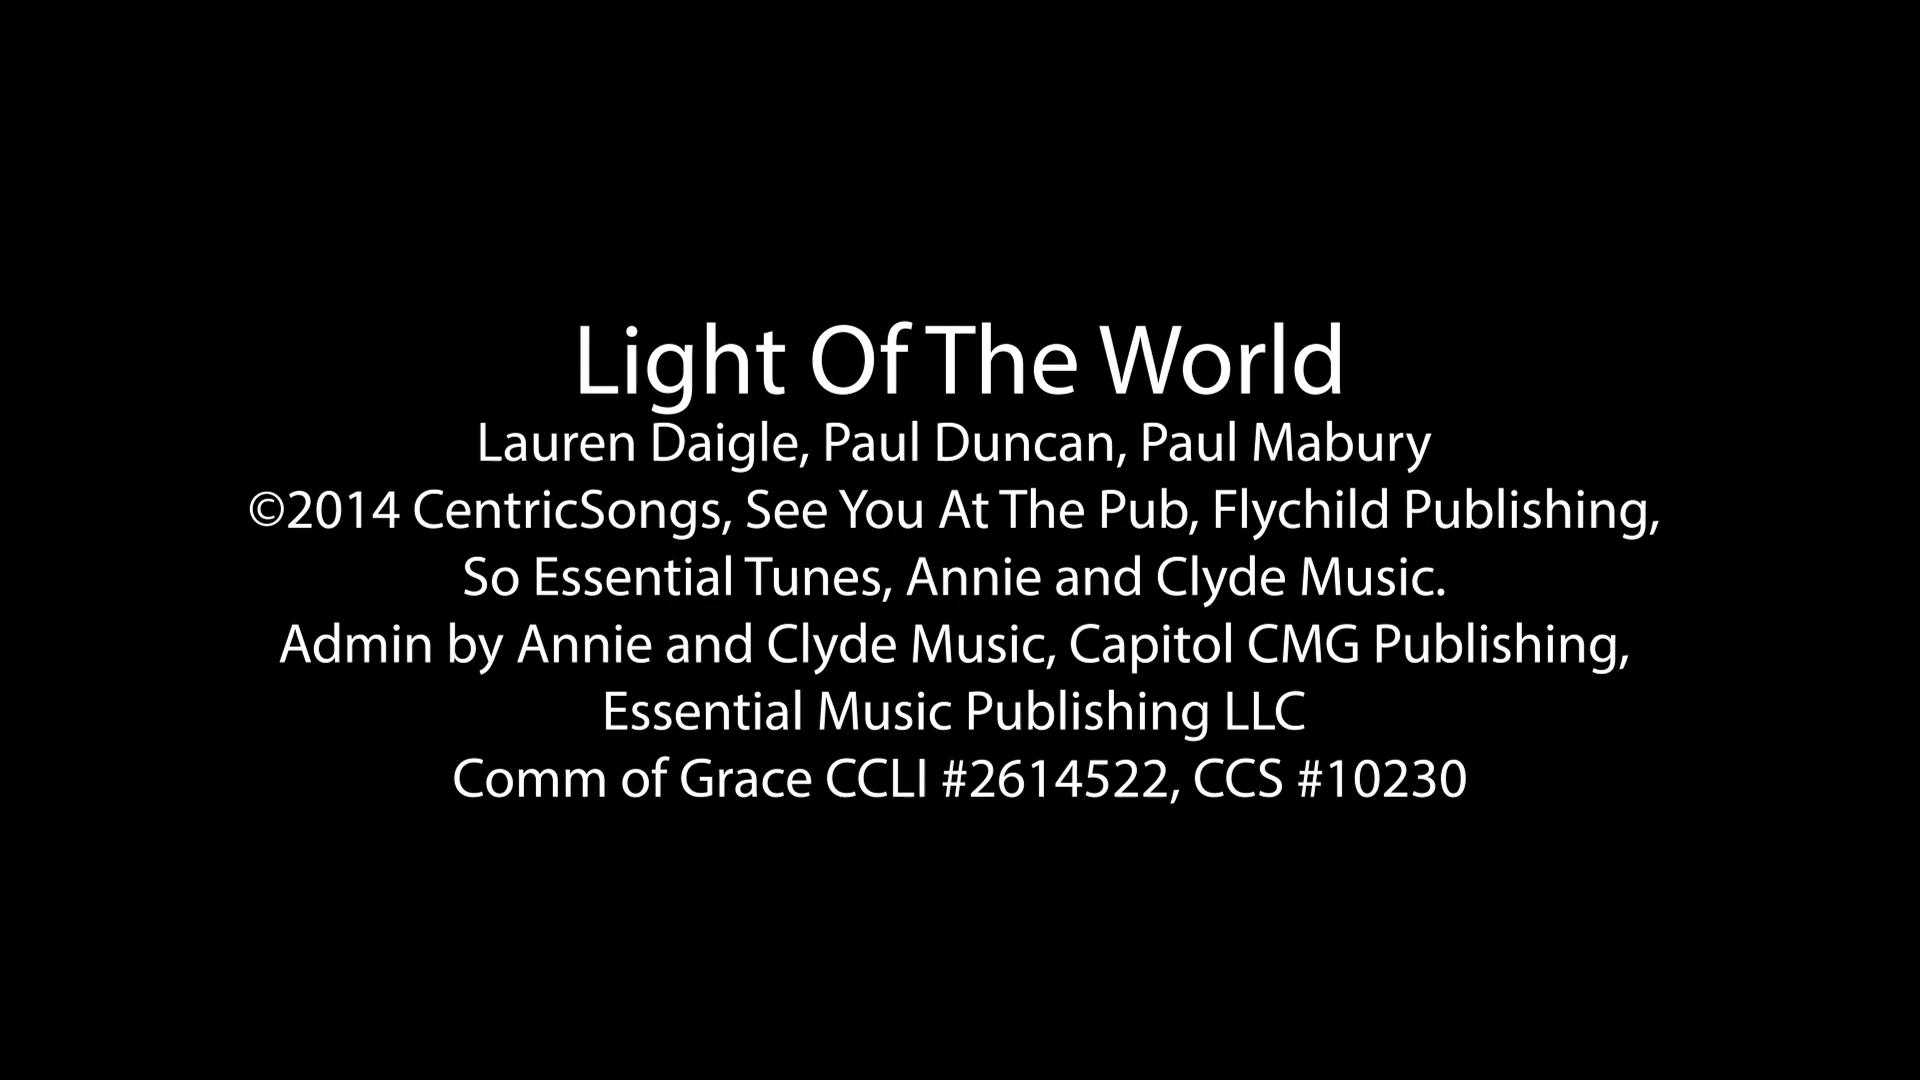 Light Of The World
Lauren Daigle, Paul Duncan, Paul Mabury
©2014 CentricSongs, See You At The Pub, Flychild Publishing,
So Essential Tunes, Annie and Clyde Music.
Admin by Annie and Clyde Music, Capitol CMG Publishing,
Essential Music Publishing LLC
Comm of Grace CCLI #2614522, CCS #10230